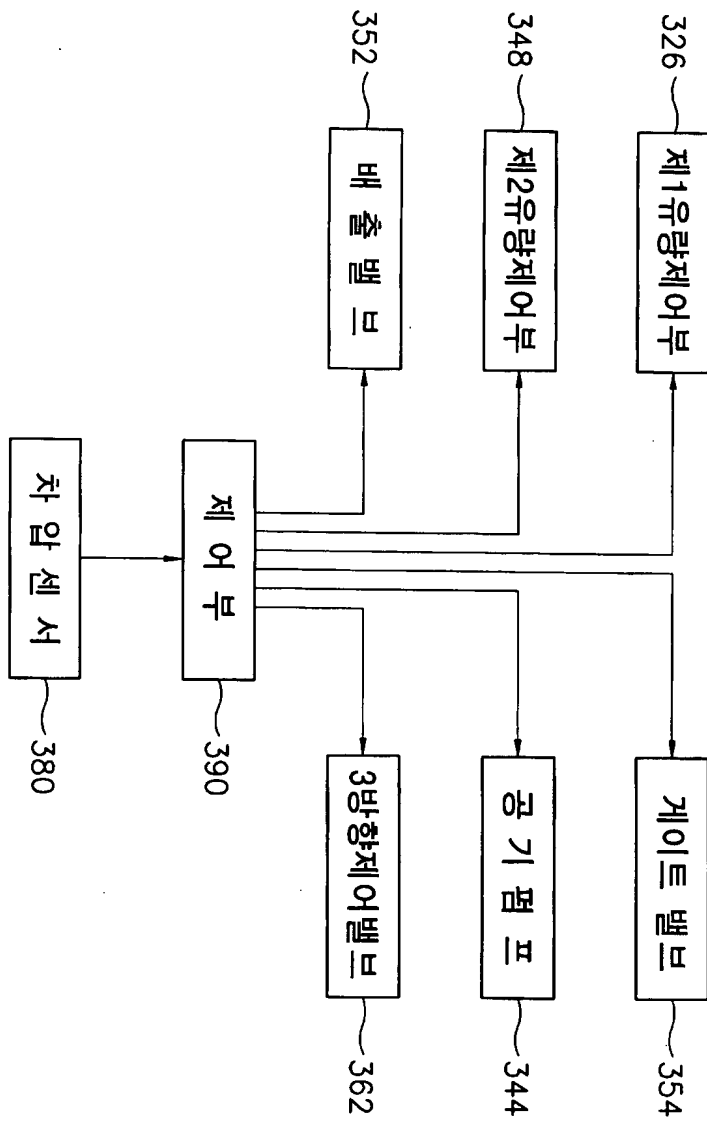 326 제1유량제어부
게이트 밸브 354
348 제2유량제어부
공 기 펌 프 344
352 배 출 밸 브
3방향제어밸브 362
제 어 부 390
차 압 센 서 380